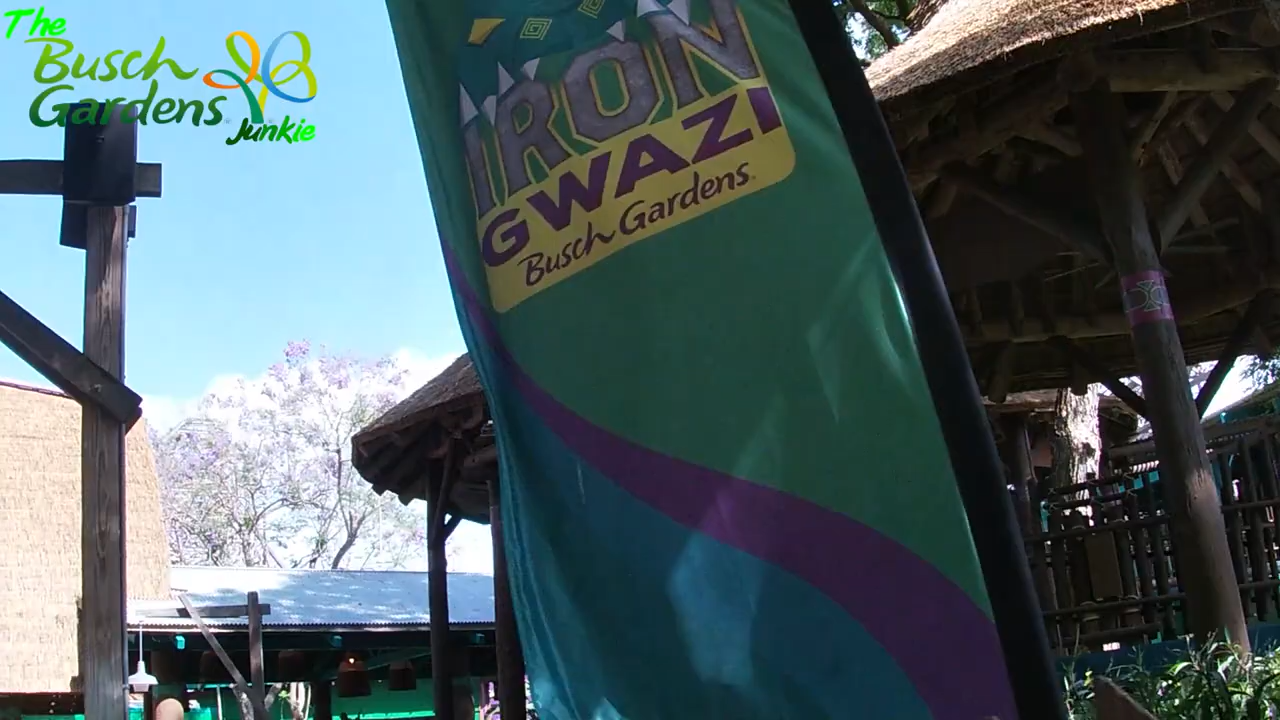 The
Busch
Gardens
Junkie
IRON
GWAZI
Busch Gardens